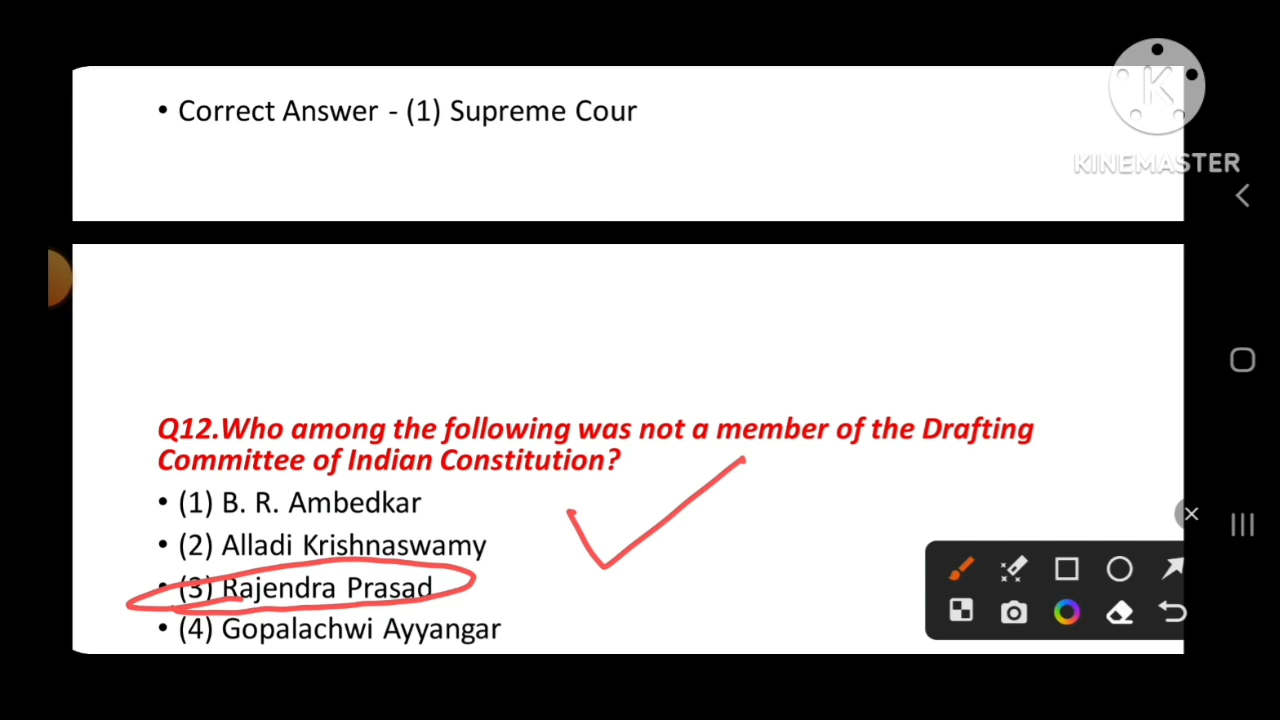 • Correct Answer - (1) Supreme Cour
KINEMASTER
Q12.Who among the following was not a member of the Drafting
Committee of Indian Constitution?
• (1) B. R. Ambedkar
• (2) Alladi Krishnaswamy
• (3) Rajendra Prasad
• (4) Gopalachwi Ayyangar